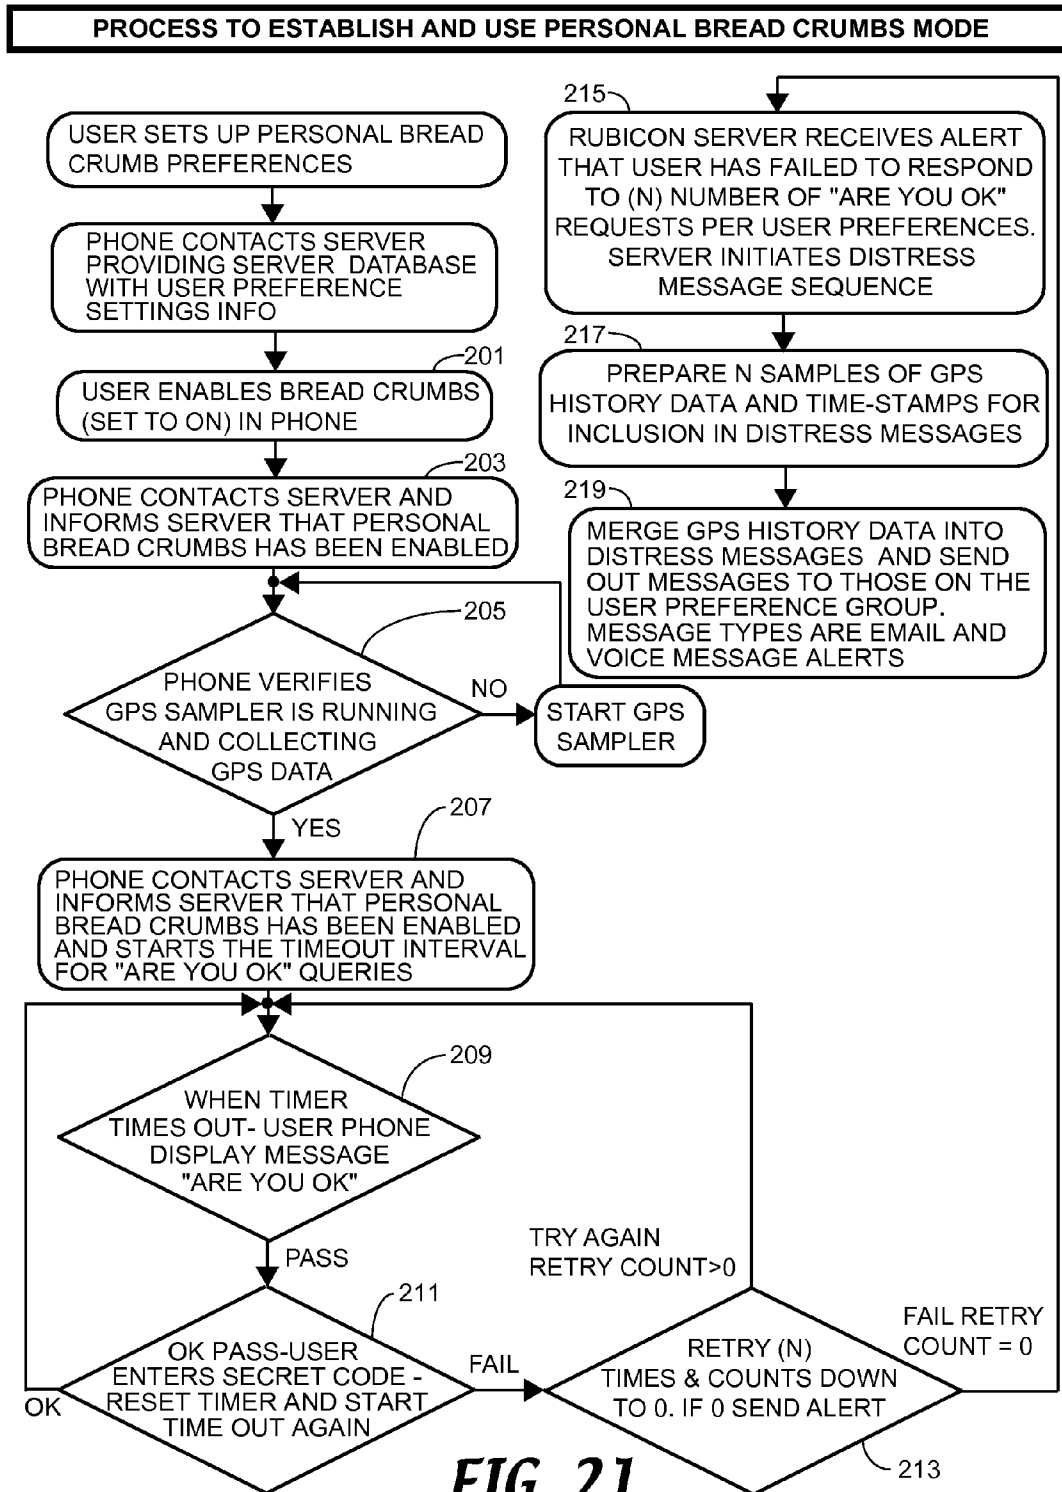 PROCESS TO ESTABLISH AND USE PERSONAL BREAD CRUMBS MODE
USER SETS UP PERSONAL BREAD
CRUMB PREFERENCES
PHONE CONTACTS SERVER
PROVIDING SERVER DATABASE
WITH USER PREFERENCE
SETTINGS INFO
201
USER ENABLES BREAD CRUMBS
(SET TO ON) IN PHONE
203
PHONE CONTACTS SERVER AND
INFORMS SERVER THAT PERSONAL
BREAD CRUMBS HAS BEEN ENABLED
205
PHONE VERIFIES
GPS SAMPLER IS RUNNING
AND COLLECTING
GPS DATA
NO
START GPS
SAMPLER
YES
207
PHONE CONTACTS SERVER AND
INFORMS SERVER THAT PERSONAL
BREAD CRUMBS HAS BEEN ENABLED
AND STARTS THE TIMEOUT INTERVAL
FOR "ARE YOU OK" QUERIES
209
WHEN TIMER
TIMES OUT- USER PHONE
DISPLAY MESSAGE
"ARE YOU OK"
PASS
211
OK PASS-USER
ENTERS SECRET CODE -
RESET TIMER AND START
TIME OUT AGAIN
OK
FAIL
TRY AGAIN
RETRY COUNT>0
RETRY (N)
TIMES & COUNTS DOWN
TO 0. IF 0 SEND ALERT
213
FAIL RETRY
COUNT = 0
215
RUBICON SERVER RECEIVES ALERT
THAT USER HAS FAILED TO RESPOND
TO (N) NUMBER OF "ARE YOU OK"
REQUESTS PER USER PREFERENCES.
SERVER INITIATES DISTRESS
MESSAGE SEQUENCE
217
PREPARE N SAMPLES OF GPS
HISTORY DATA AND TIME-STAMPS FOR
INCLUSION IN DISTRESS MESSAGES
219
MERGE GPS HISTORY DATA INTO
DISTRESS MESSAGES AND SEND
OUT MESSAGES TO THOSE ON THE
USER PREFERENCE GROUP.
MESSAGE TYPES ARE EMAIL AND
VOICE MESSAGE ALERTS
FIG. 21